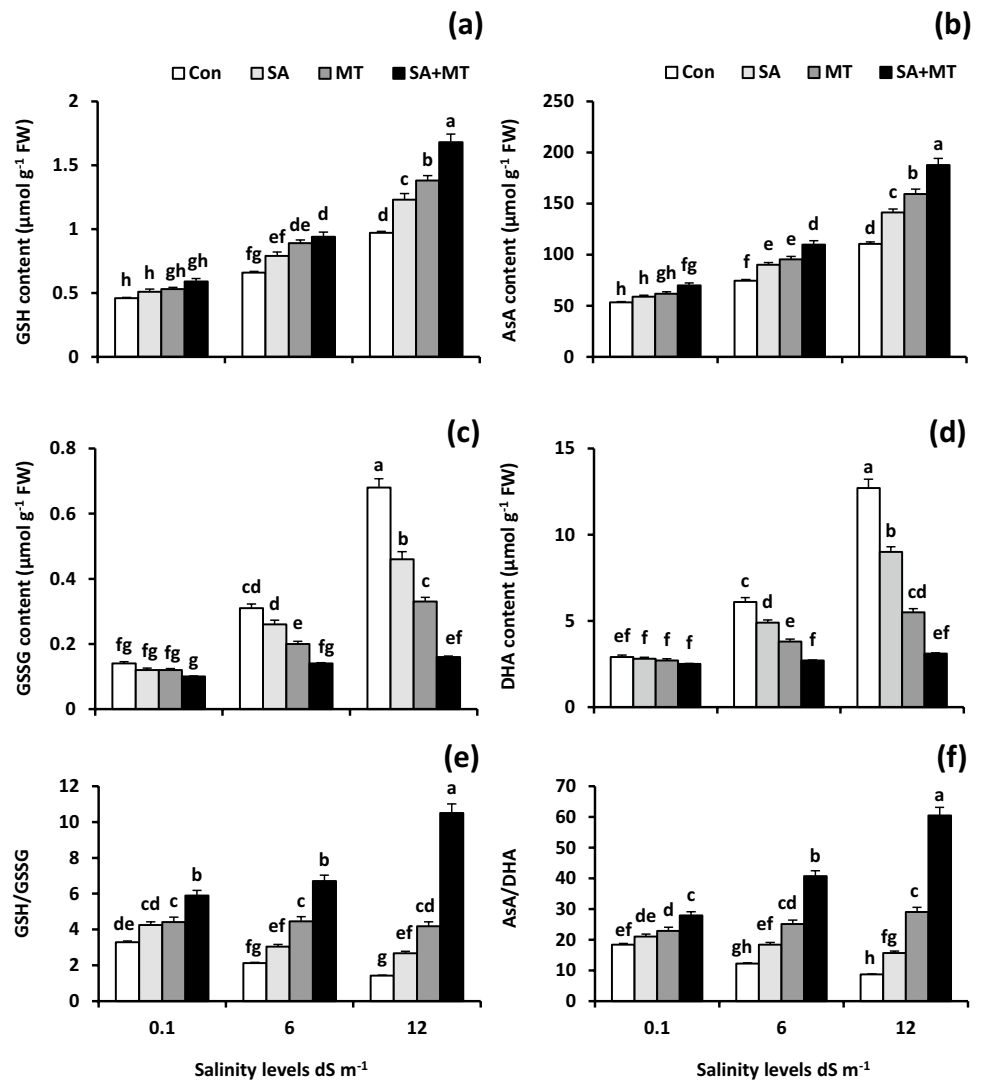 (a)
Con SA MT SA+MT
GSH content (µmol g⁻¹ FW)
2
1.5
1
0.5
0
h h gh gh
fg ef de d
d c b a
(b)
Con SA MT SA+MT
AsA content (µmol g⁻¹ FW)
250
200
150
100
50
0
h h gh fg
f e e d
d c b a
(c)
GSSG content (µmol g⁻¹ FW)
0.8
0.6
0.4
0.2
0
fg fg fg g
cd d e fg
a b c ef
(d)
DHA content (µmol g⁻¹ FW)
15
10
5
0
ef f f f
c d e f
a b cd ef
(e)
GSH/GSSG
12
10
8
6
4
2
0
de cd c b
fg ef c b
g ef cd a
0.1 6 12
Salinity levels dS m⁻¹
(f)
AsA/DHA
70
60
50
40
30
20
10
0
ef de d c
gh ef cd b
h fg c a
0.1 6 12
Salinity levels dS m⁻¹